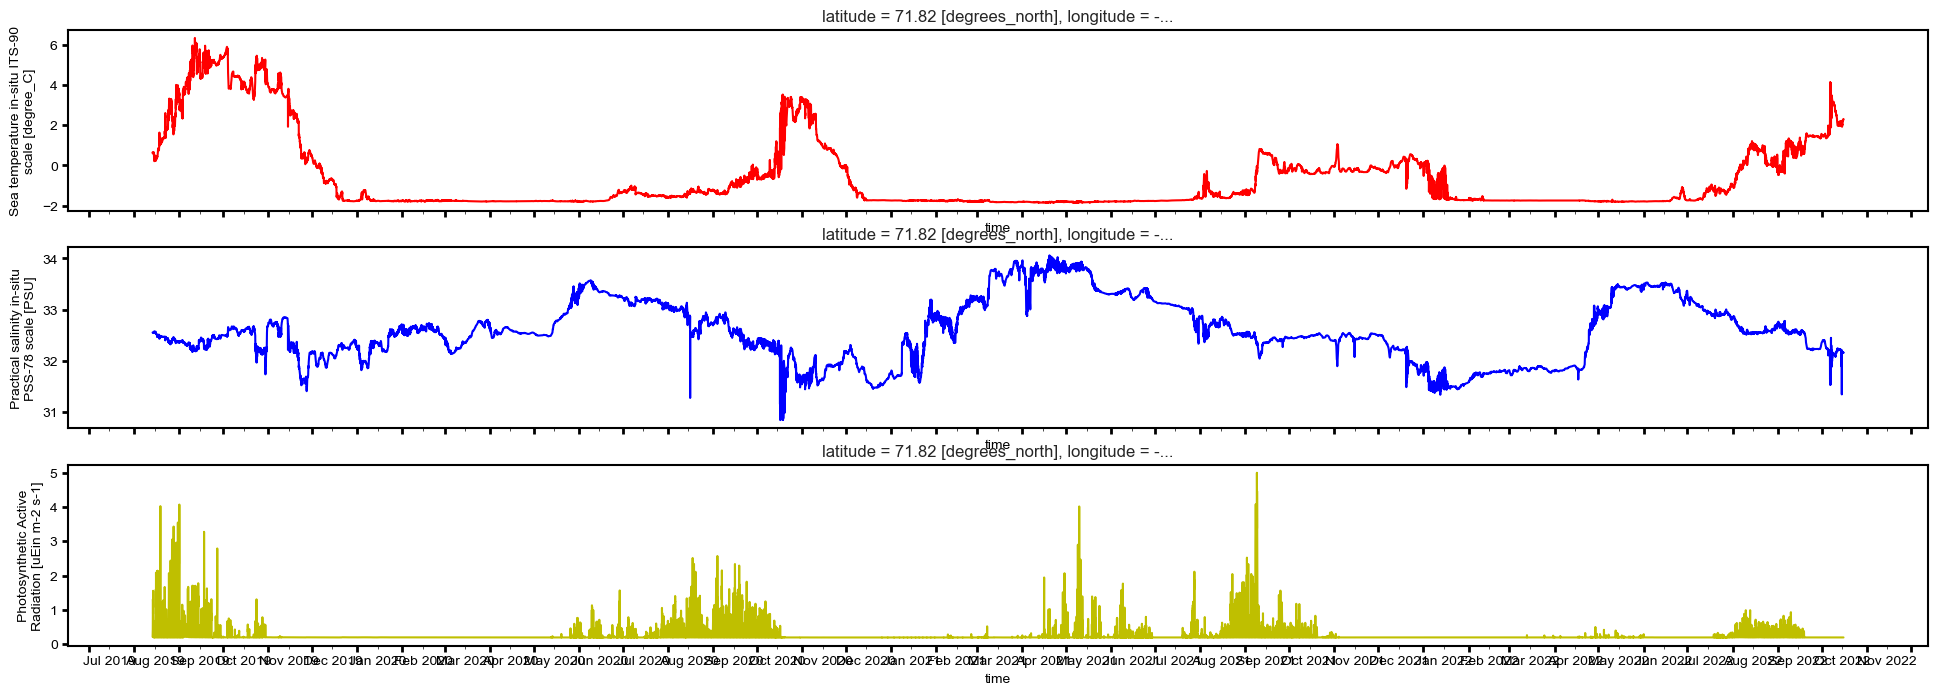 latitude = 71.82 [degrees_north], longitude = -...
Sea temperature in-situ ITS-90
scale [degree_C]
6
4
2
0
−2
time
latitude = 71.82 [degrees_north], longitude = -...
Practical salinity in-situ
PSS-78 scale [PSU]
34
33
32
31
time
latitude = 71.82 [degrees_north], longitude = -...
Photosynthetic Active
Radiation [uEin m-2 s-1]
5
4
3
2
1
0
Jul 2019 Aug 2019 Sep 2019 Oct 2019 Nov 2019 Dec 2019 Jan 2020 Feb 2020 Mar 2020 Apr 2020 May 2020 Jun 2020 Jul 2020 Aug 2020 Sep 2020 Oct 2020 Nov 2020 Dec 2020 Jan 2021 Feb 2021 Mar 2021 Apr 2021 May 2021 Jun 2021 Jul 2021 Aug 2021 Sep 2021 Oct 2021 Nov 2021 Dec 2021 Jan 2022 Feb 2022 Mar 2022 Apr 2022 May 2022 Jun 2022 Jul 2022 Aug 2022 Sep 2022 Oct 2022 Nov 2022
time